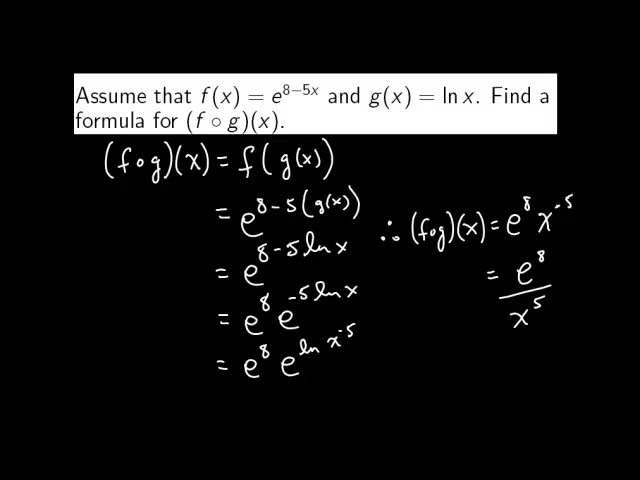 Assume that f(x) = e^{8−5x} and g(x) = ln x. Find a
formula for (f ∘ g)(x).
(f∘g)(x) = f(g(x))
= e^{8-5(g(x))}
= e^{8-5 ln x}
= e^8 e^{-5 ln x}
= e^8 e^{ln x^{-5}}
∴ (f∘g)(x) = e^8 x^{-5}
= e^8 / x^5